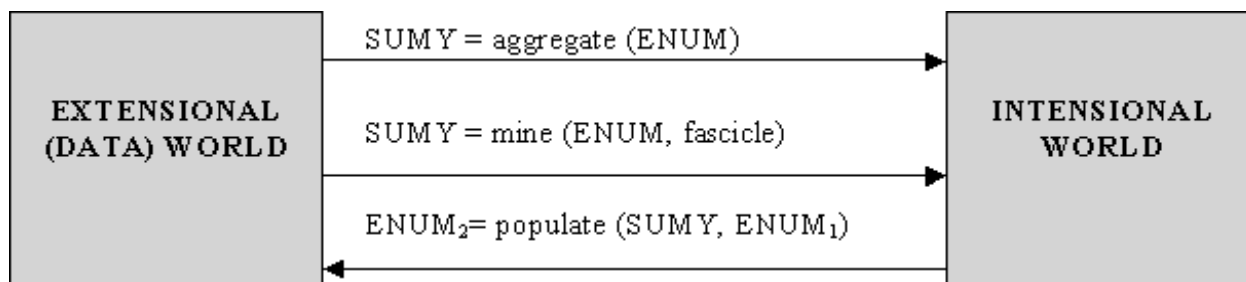 SUMY = aggregate (ENUM)
EXTENSIONAL
(DATA) WORLD
SUMY = mine (ENUM, fascicle)
INTENSIONAL
WORLD
ENUM₂= populate (SUMY, ENUM₁)